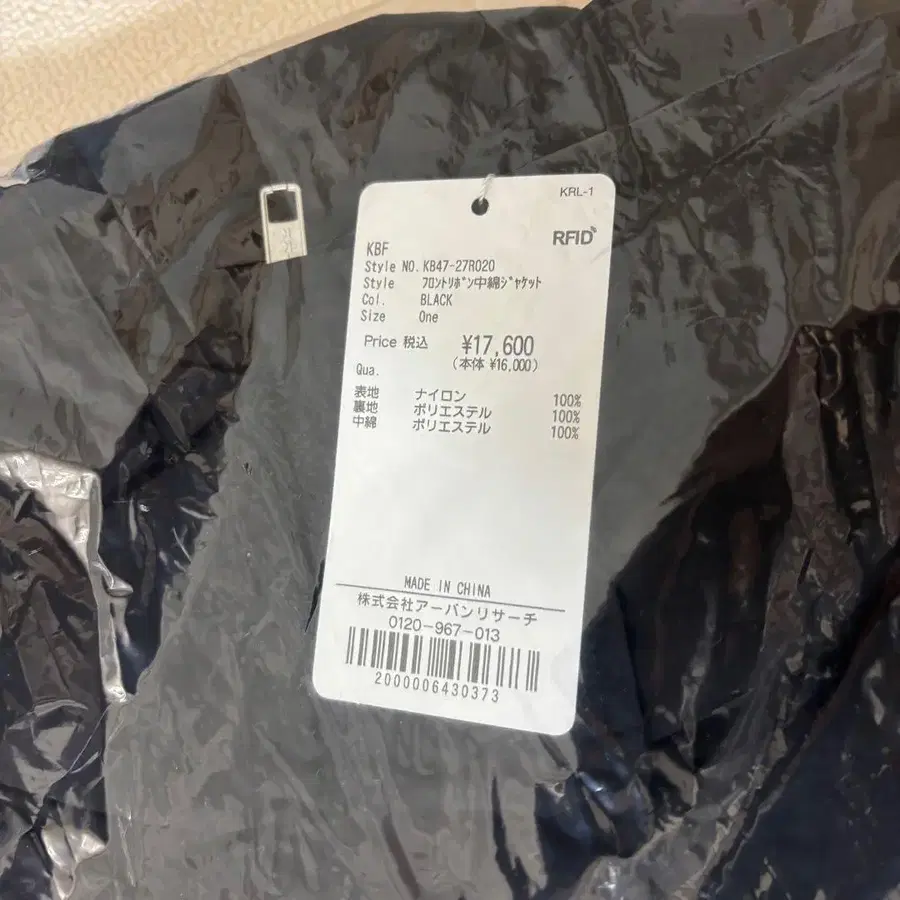 KRL-1
RFID
KBF
Style NO. KB47-27R020
Style ﾌﾛﾝﾄﾘﾎﾞﾝ中綿ｼﾞｬｹｯﾄ
Col. BLACK
Size One
Price 税込 ¥17,600
(本体 ¥16,000)
Qua.
表地 ナイロン 100%
裏地 ポリエステル 100%
中綿 ポリエステル 100%
MADE IN CHINA
株式会社アーバンリサーチ
0120-967-013
2000006430373